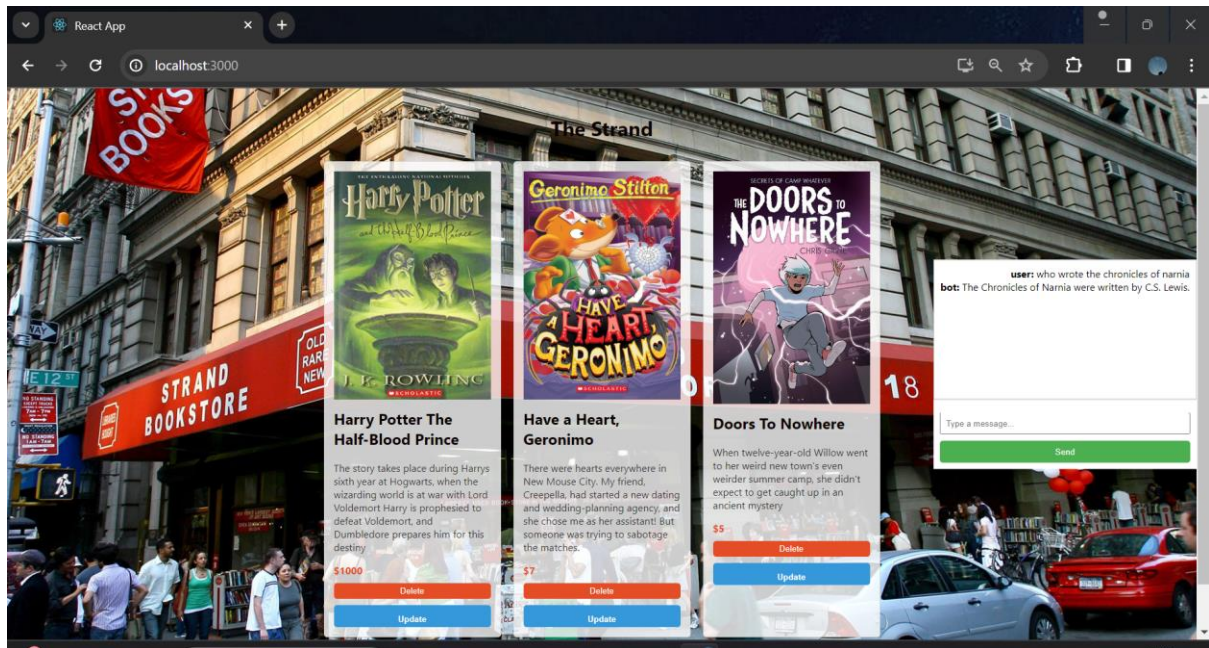 React App
localhost:3000
STRAND
BOOKS
The Strand
Harry Potter
and the Half-Blood Prince
J. K. ROWLING
SCHOLASTIC
Harry Potter The
Half-Blood Prince
The story takes place during Harrys
sixth year at Hogwarts, when the
wizarding world is at war with Lord
Voldemort Harry is prophesied to
defeat Voldemort, and
Dumbledore prepares him for this
destiny
$1000
Delete
Update
Geronimo Stilton
HAVE
A HEART,
GERONIMO
SCHOLASTIC
Have a Heart,
Geronimo
There were hearts everywhere in
New Mouse City. My friend,
Creepella, had started a new dating
and wedding-planning agency, and
she chose me as her assistant! But
someone was trying to sabotage
the matches.
$7
Delete
Update
SECRETS OF CAMP WHATEVER
THE DOORS TO
NOWHERE
Doors To Nowhere
When twelve-year-old Willow went
to her weird new town's even
weirder summer camp, she didn't
expect to get caught up in an
ancient mystery
$5
Delete
Update
user: who wrote the chronicles of narnia
bot: The Chronicles of Narnia were written by C.S. Lewis.
Type a message...
Send
WAY
E 12 ST
STRAND
BOOKSTORE
OLD
RARE
NEW
18